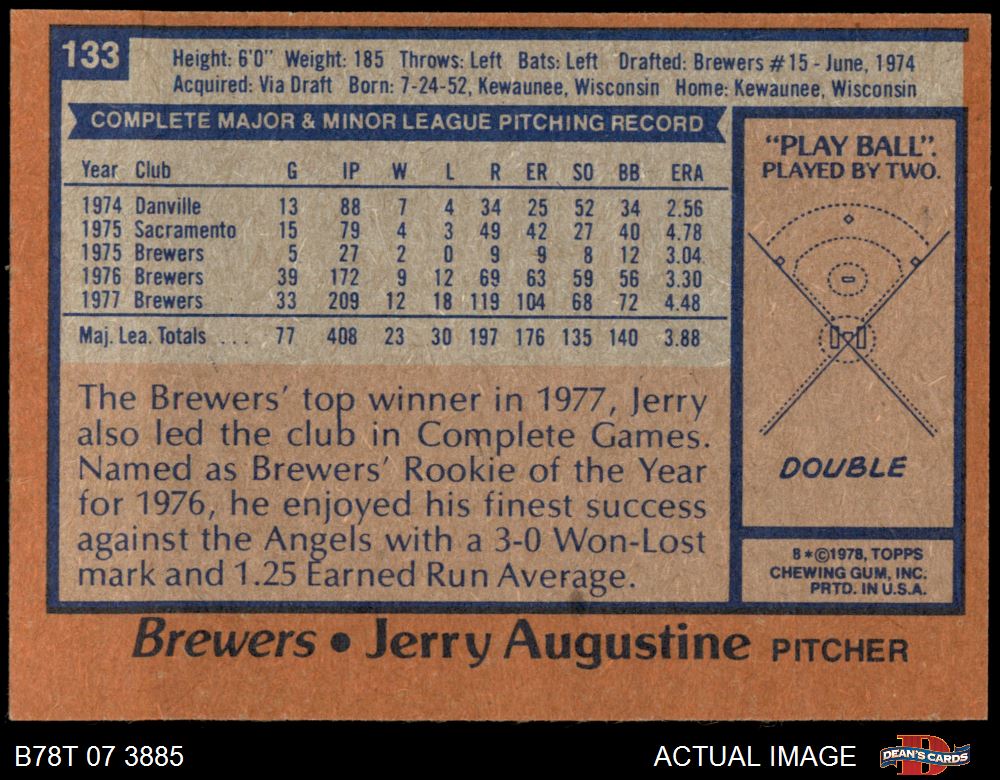 133
Height: 6'0" Weight: 185 Throws: Left Bats: Left Drafted: Brewers #15 - June, 1974
Acquired: Via Draft Born: 7-24-52, Kewaunee, Wisconsin Home: Kewaunee, Wisconsin
COMPLETE MAJOR & MINOR LEAGUE PITCHING RECORD
Year Club G IP W L R ER SO BB ERA
1974 Danville 13 88 7 4 34 25 52 34 2.56
1975 Sacramento 15 79 4 3 49 42 27 40 4.78
1975 Brewers 5 27 2 0 9 9 8 12 3.04
1976 Brewers 39 172 9 12 69 63 59 56 3.30
1977 Brewers 33 209 12 18 119 104 68 72 4.48
Maj. Lea. Totals ... 77 408 23 30 197 176 135 140 3.88
The Brewers' top winner in 1977, Jerry
also led the club in Complete Games.
Named as Brewers' Rookie of the Year
for 1976, he enjoyed his finest success
against the Angels with a 3-0 Won-Lost
mark and 1.25 Earned Run Average.
"PLAY BALL".
PLAYED BY TWO.
DOUBLE
8*©1978, TOPPS
CHEWING GUM, INC.
PRTD. IN U.S.A.
Brewers • Jerry Augustine PITCHER
B78T 07 3885
ACTUAL IMAGE
DEAN'S CARDS